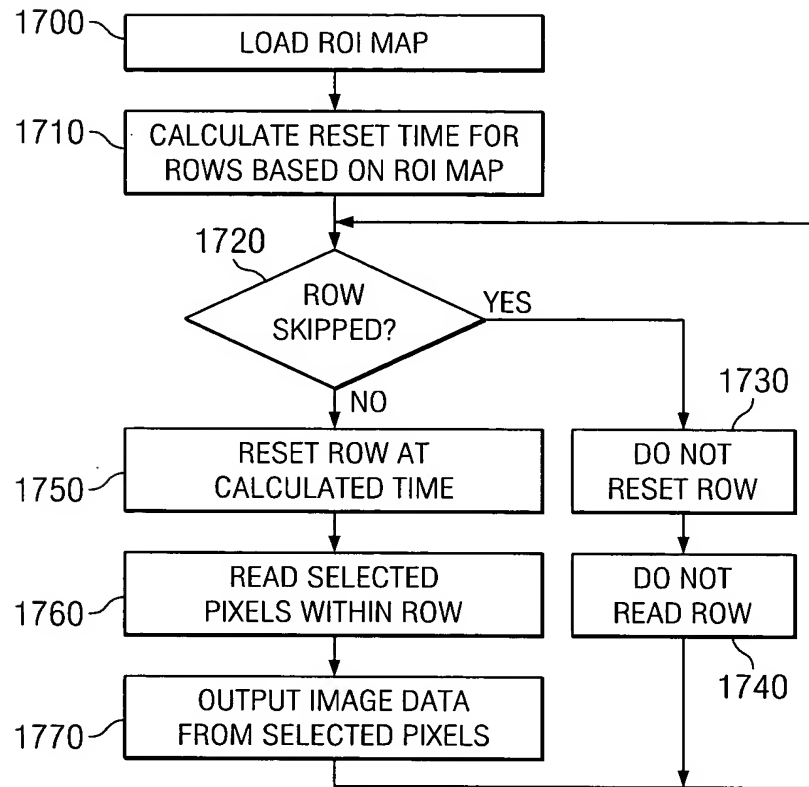 1700
LOAD ROI MAP
1710
CALCULATE RESET TIME FOR
ROWS BASED ON ROI MAP
1720
ROW
SKIPPED?
YES
NO
1730
DO NOT
RESET ROW
1750
RESET ROW AT
CALCULATED TIME
1760
READ SELECTED
PIXELS WITHIN ROW
DO NOT
READ ROW
1740
1770
OUTPUT IMAGE DATA
FROM SELECTED PIXELS